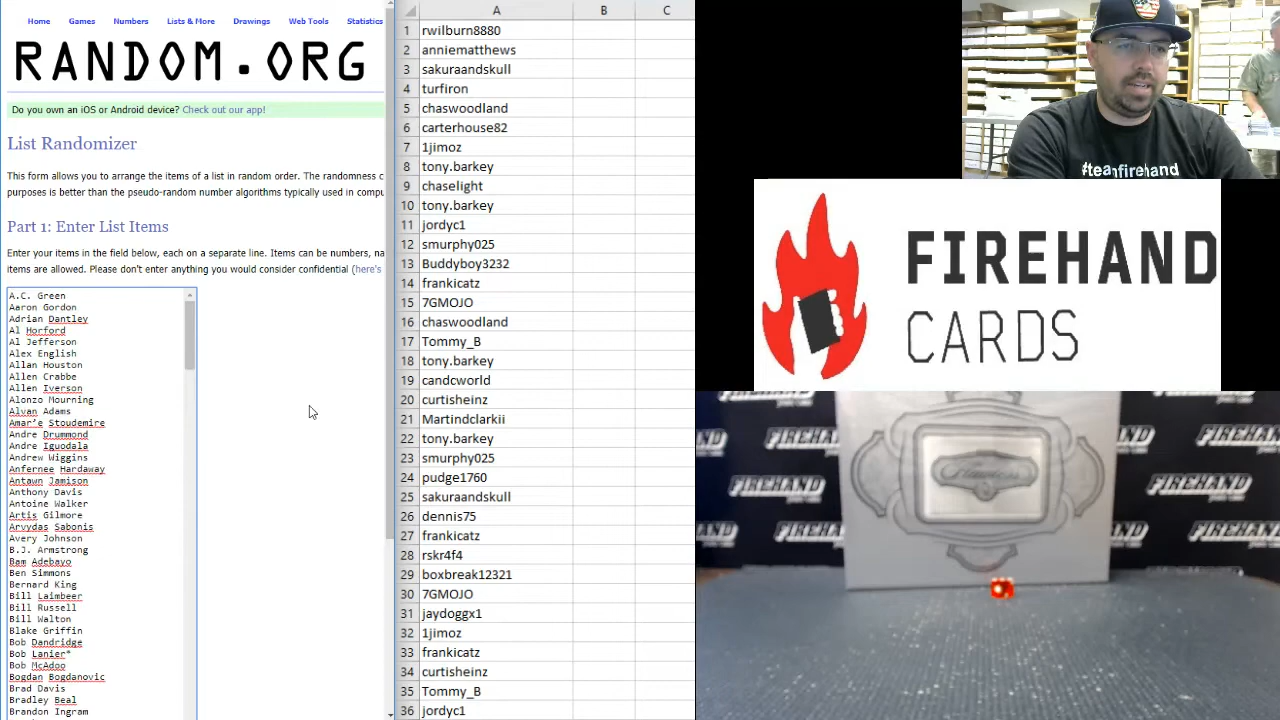 Home Games Numbers Lists & More Drawings Web Tools Statistics
RANDOM.ORG
Do you own an iOS or Android device? Check out our app!
List Randomizer
This form allows you to arrange the items of a list in random order. The randomness c
purposes is better than the pseudo-random number algorithms typically used in compu
Part 1: Enter List Items
Enter your items in the field below, each on a separate line. Items can be numbers, na
items are allowed. Please don't enter anything you would consider confidential (here's
A.C. Green
Aaron Gordon
Adrian Dantley
Al Horford
Al Jefferson
Alex English
Allan Houston
Allen Crabbe
Allen Iverson
Alonzo Mourning
Alvan Adams
Amar'e Stoudemire
Andre Drummond
Andre Iguodala
Andrew Wiggins
Anfernee Hardaway
Antawn Jamison
Anthony Davis
Antoine Walker
Artis Gilmore
Arvydas Sabonis
Avery Johnson
B.J. Armstrong
Bam Adebayo
Ben Simmons
Bernard King
Bill Laimbeer
Bill Russell
Bill Walton
Blake Griffin
Bob Dandridge
Bob Lanier*
Bob McAdoo
Bogdan Bogdanovic
Brad Davis
Bradley Beal
Brandon Ingram
A B C
1 rwilburn8880
2 anniematthews
3 sakuraandskull
4 turfiron
5 chaswoodland
6 carterhouse82
7 1jimoz
8 tony.barkey
9 chaselight
10 tony.barkey
11 jordyc1
12 smurphy025
13 Buddyboy3232
14 frankicatz
15 7GMOJO
16 chaswoodland
17 Tommy_B
18 tony.barkey
19 candcworld
20 curtisheinz
21 Martindclarkii
22 tony.barkey
23 smurphy025
24 pudge1760
25 sakuraandskull
26 dennis75
27 frankicatz
28 rskr4f4
29 boxbreak12321
30 7GMOJO
31 jaydoggx1
32 1jimoz
33 frankicatz
34 curtisheinz
35 Tommy_B
36 jordyc1
#teamfirehand
FIREHAND
CARDS
FIREHAND
FIREHAND
FIREHAND
FIREHAND
Flawless